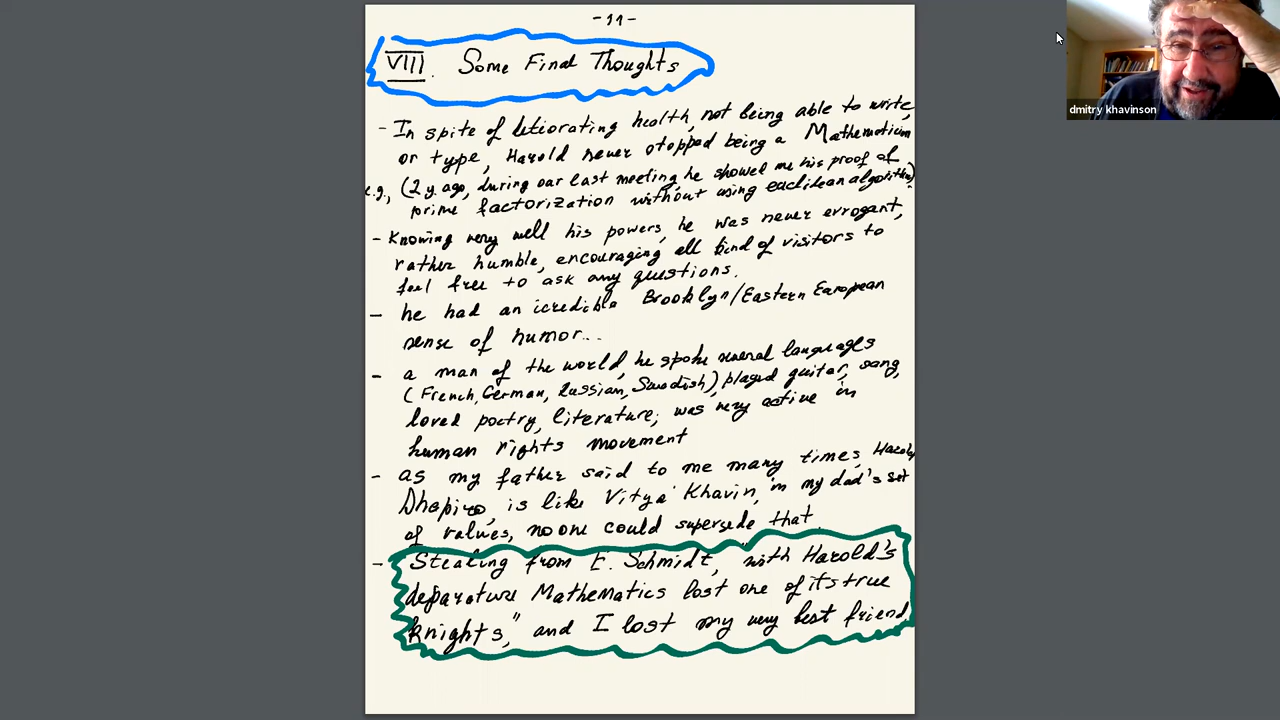 -11-
VIII. Some Final Thoughts
- In spite of detiorating health, not being able to write,
or type, Harold never stopped being a Mathematician
e.g., (2 y. ago, during our last meeting, he showed me his proof of
prime factorization without using euclidean algorithm)
- Knowing very well his powers, he was never errogant,
rather humble, encouraging all kind of visitors to
feel free to ask any questions.
- he had an icredible Brooklyn/Eastern European
sense of humor...
- a man of the world, he spoke several languages
(French, German, Russian, Swedish) played guitar, sang,
loved poetry, literature; was very active in
human rights movement
- as my father said to me many times, Harold
Shapiro, is like Vitya Khavin, in my dad's set
of values, no one could supersede that.
- Stealing from E. Schmidt, "with Harold's
departure Mathematics lost one of its true
knights," and I lost my very best friend
dmitry khavinson